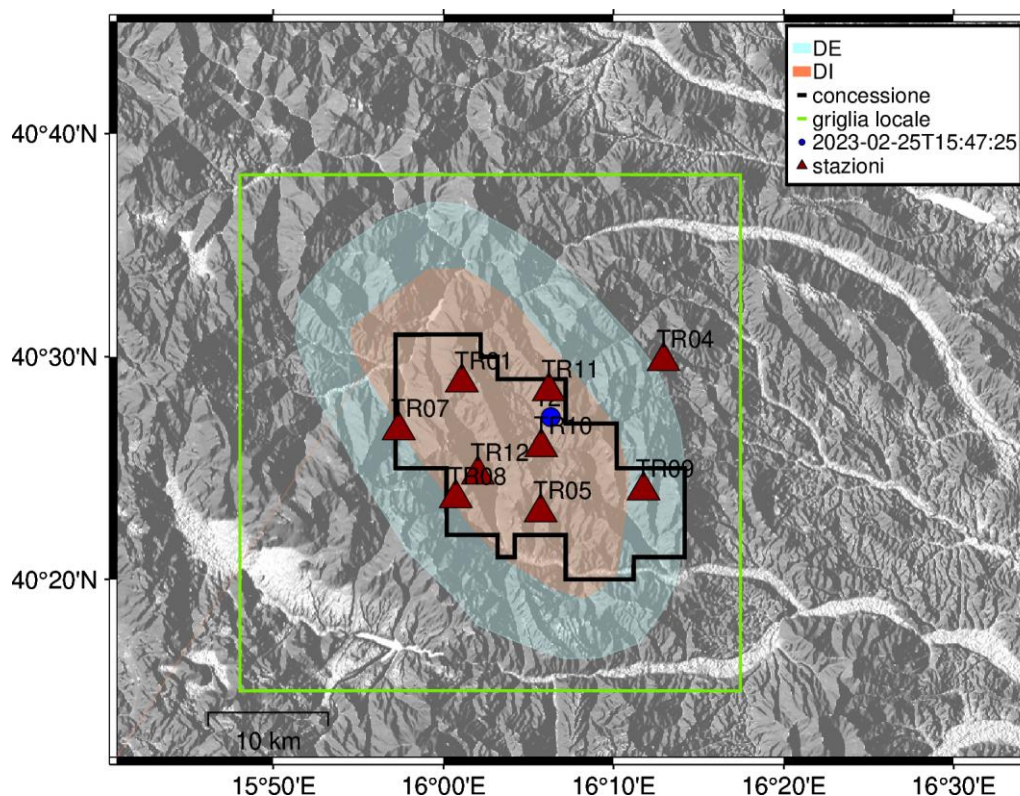 DE
DI
concessione
griglia locale
2023-02-25T15:47:25
stazioni
40°40'N
40°30'N
40°20'N
TR04
TR01
TR11
TR07
TR10
TR12
TR08
TR09
TR05
10 km
15°50'E
16°00'E
16°10'E
16°20'E
16°30'E